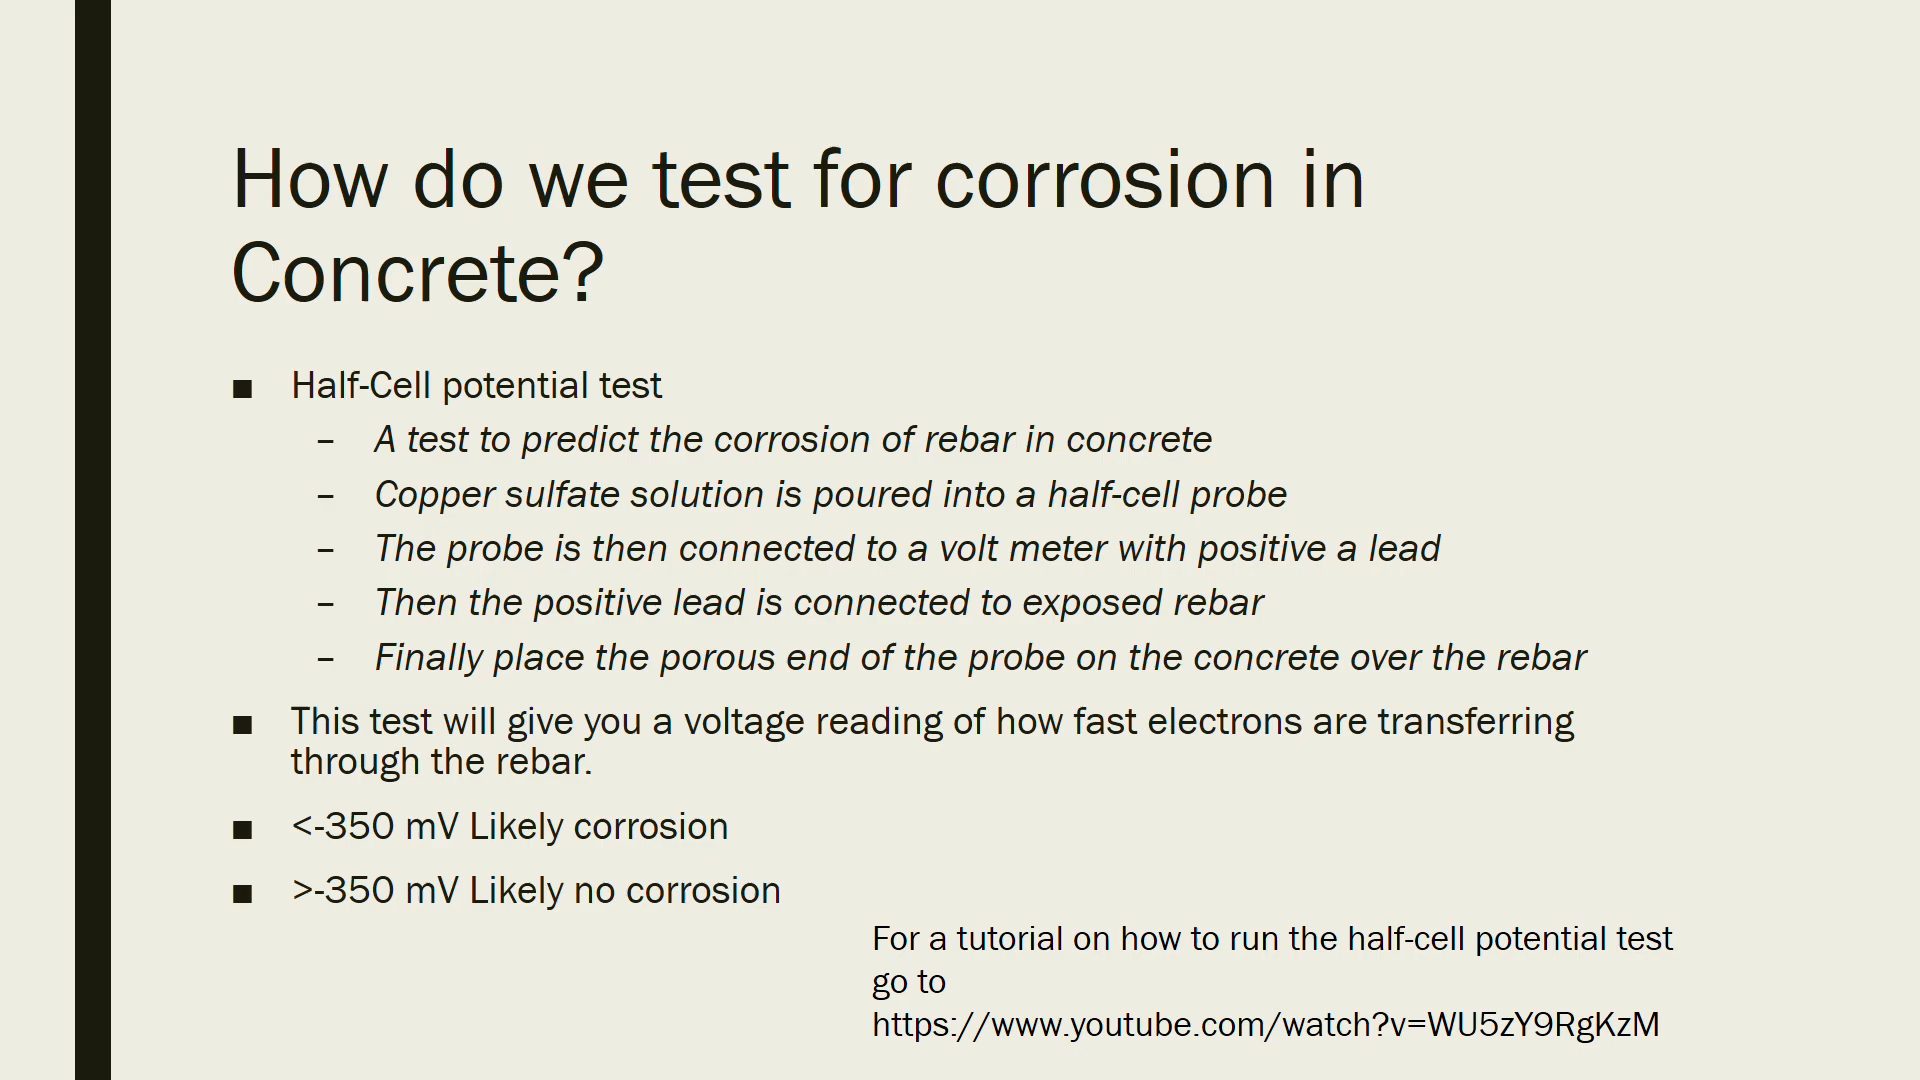 How do we test for corrosion in
Concrete?
■ Half-Cell potential test
– A test to predict the corrosion of rebar in concrete
– Copper sulfate solution is poured into a half-cell probe
– The probe is then connected to a volt meter with positive a lead
– Then the positive lead is connected to exposed rebar
– Finally place the porous end of the probe on the concrete over the rebar
■ This test will give you a voltage reading of how fast electrons are transferring
through the rebar.
■ <-350 mV Likely corrosion
■ >-350 mV Likely no corrosion
For a tutorial on how to run the half-cell potential test
go to
https://www.youtube.com/watch?v=WU5zY9RgKzM